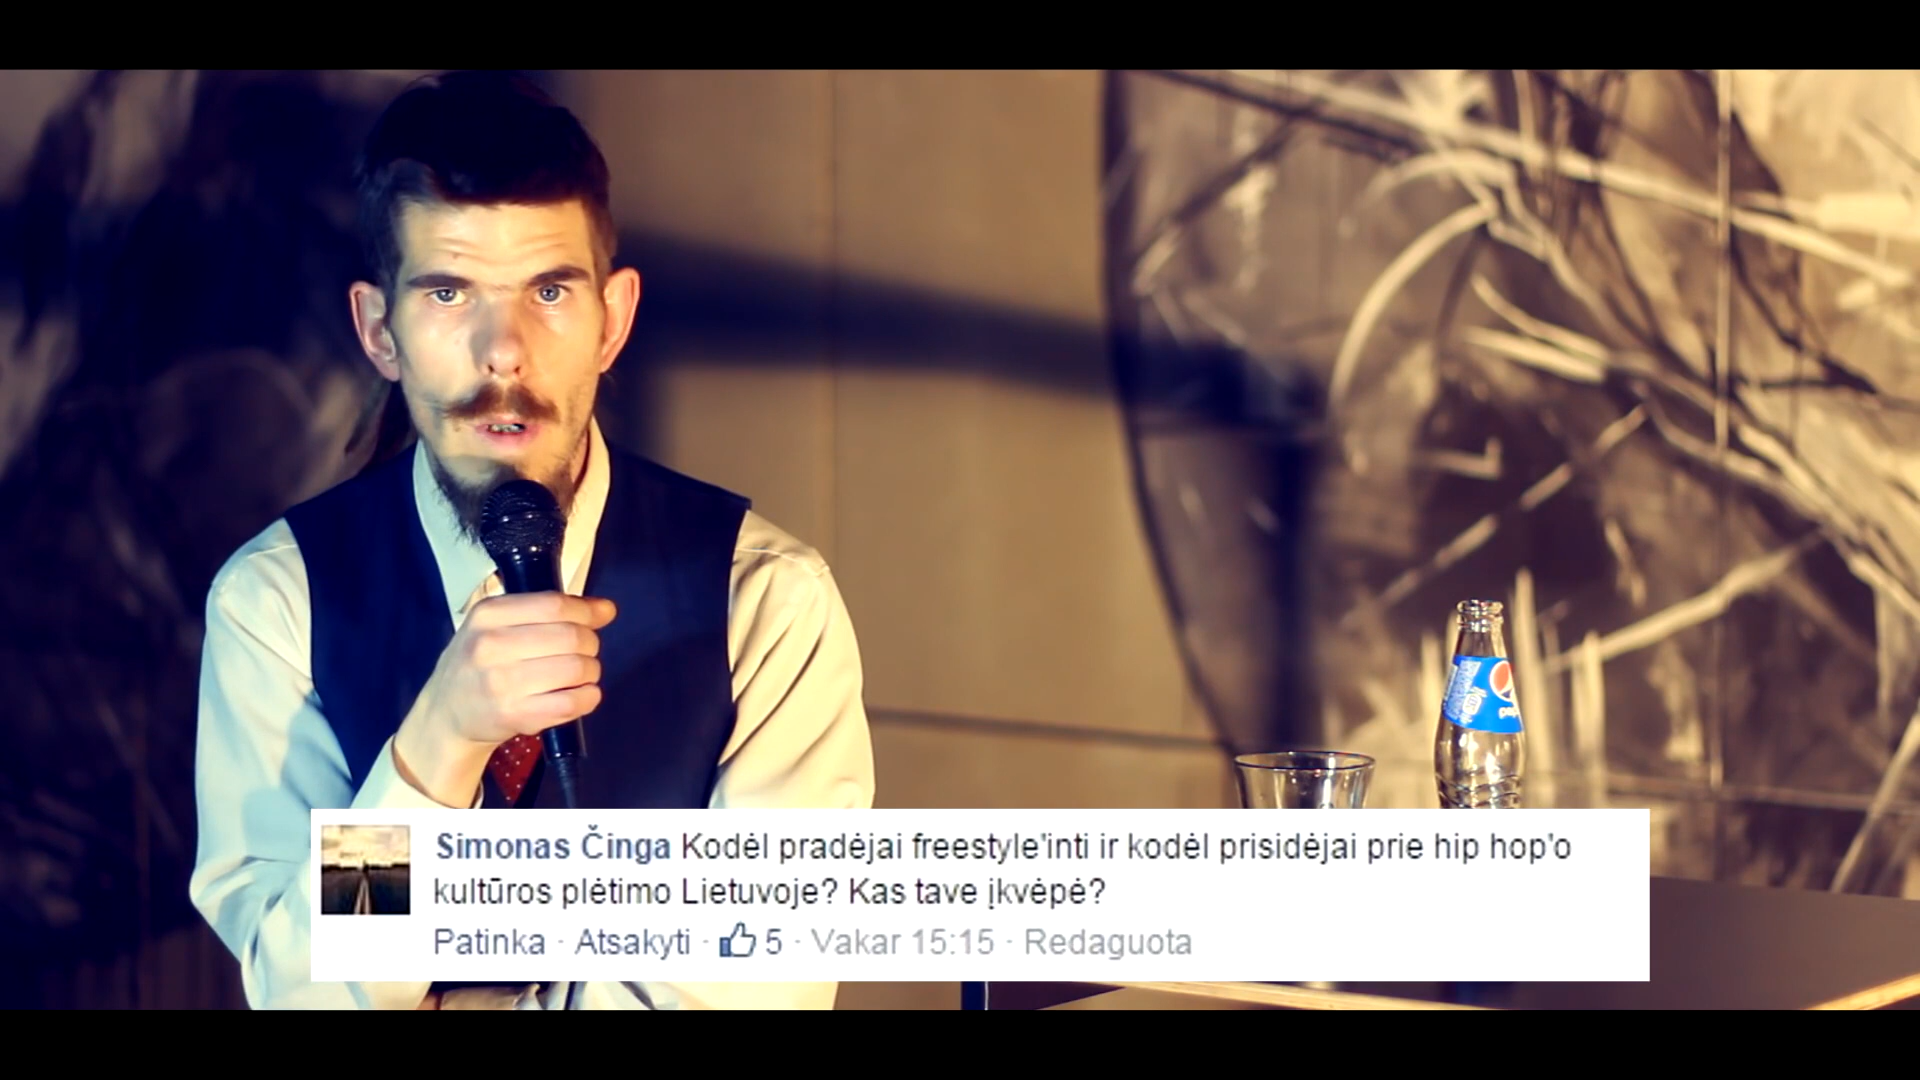 Simonas Činga Kodėl pradėjai freestyle'inti ir kodėl prisidėjai prie hip hop'o
kultūros plėtimo Lietuvoje? Kas tave įkvėpė?
Patinka · Atsakyti · 5 · Vakar 15:15 · Redaguota